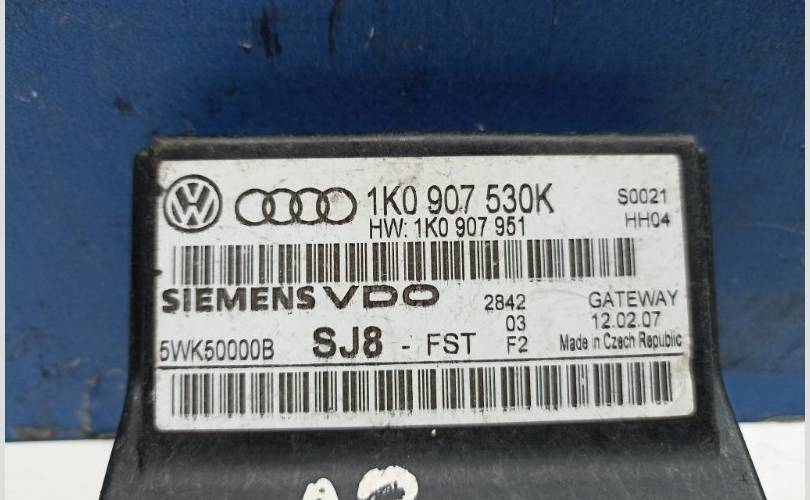 1K0 907 530K S0021
HW: 1K0 907 951 HH04
SIEMENS VDO 2842 GATEWAY
03 12.02.07
5WK50000B SJ8 - FST F2 Made in Czech Republic